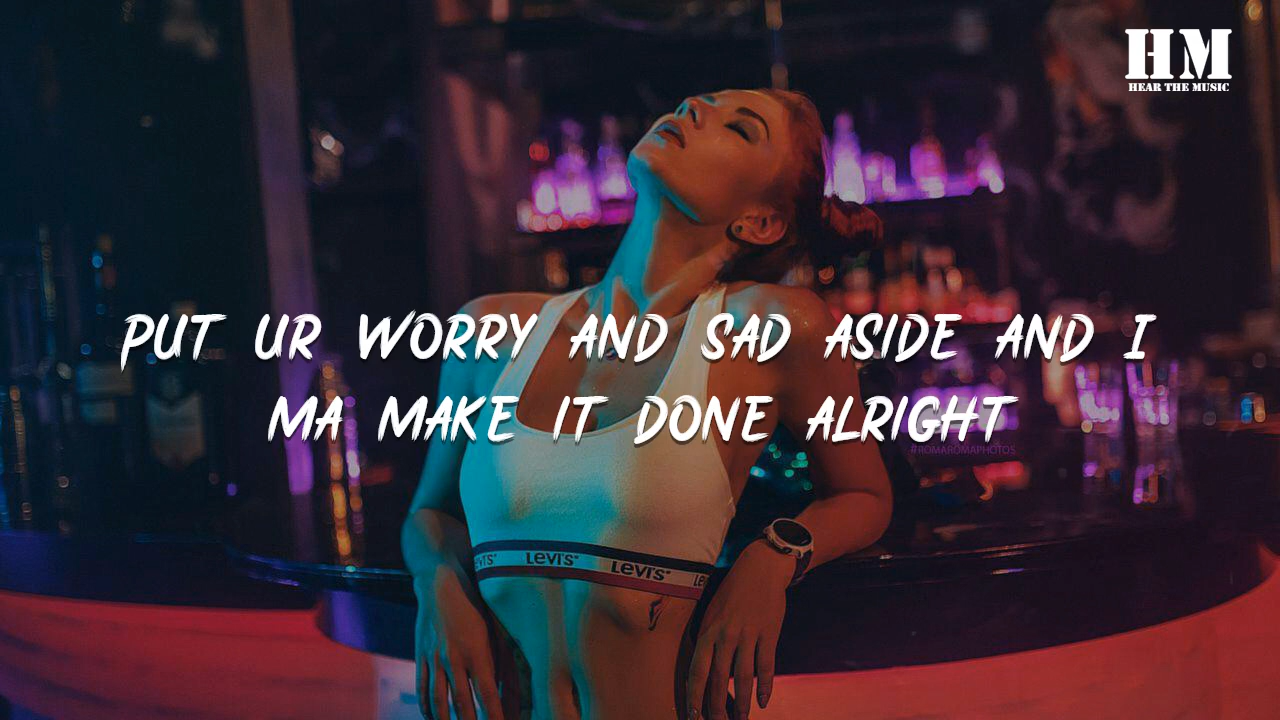 HM
HEAR THE MUSIC
PUT UR WORRY AND SAD ASIDE AND I
MA MAKE IT DONE ALRIGHT
#ROMAROMAPHOTOS
Levi's Levi's